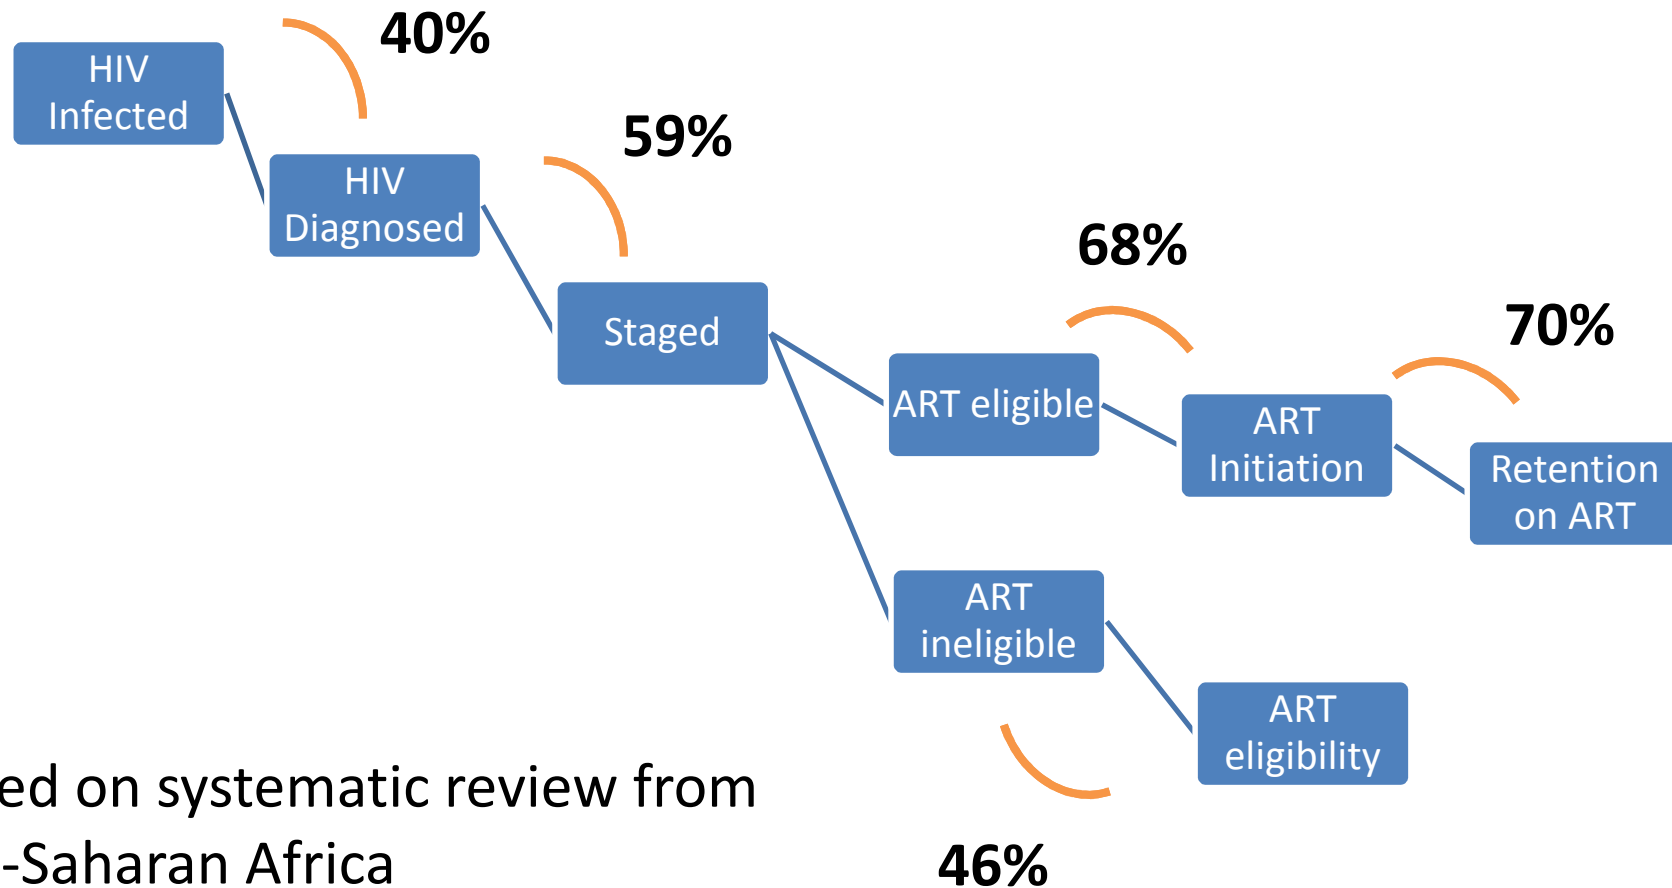 40%
HIV
Infected
59%
HIV
Diagnosed
68%
Staged
70%
ART eligible
ART
Initiation
Retention
on ART
ART
ineligible
ART
eligibility
ed on systematic review from
-Saharan Africa
46%